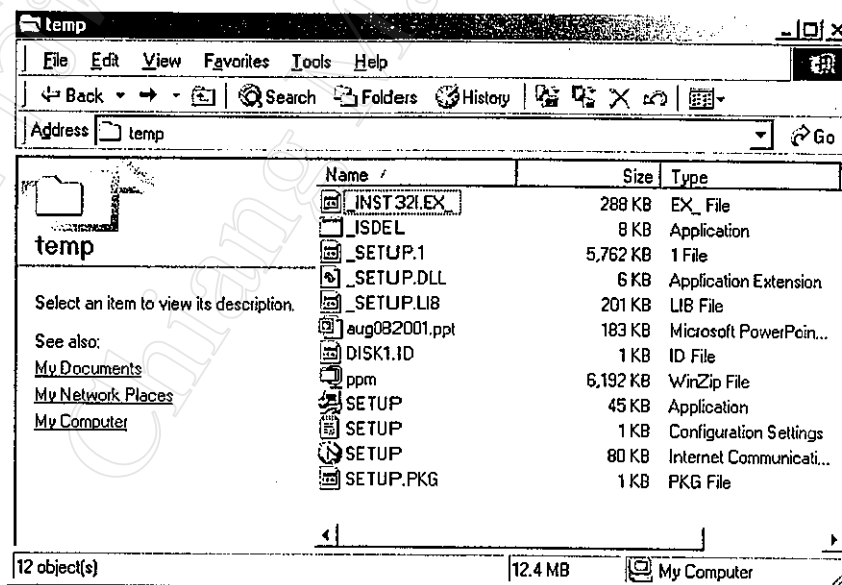 temp
File Edit View Favorites Tools Help
Back Search Folders History
Address temp Go
temp
Select an item to view its description.
See also:
My Documents
My Network Places
My Computer
Name Size Type
_INST32I.EX_ 288 KB EX_ File
_ISDEL 8 KB Application
_SETUP.1 5,762 KB 1 File
_SETUP.DLL 6 KB Application Extension
_SETUP.LIB 201 KB LIB File
aug082001.ppt 183 KB Microsoft PowerPoin...
DISK1.ID 1 KB ID File
ppm 6,192 KB WinZip File
SETUP 45 KB Application
SETUP 1 KB Configuration Settings
SETUP 80 KB Internet Communicati...
SETUP.PKG 1 KB PKG File
12 object(s) 12.4 MB My Computer
Chiang Ma